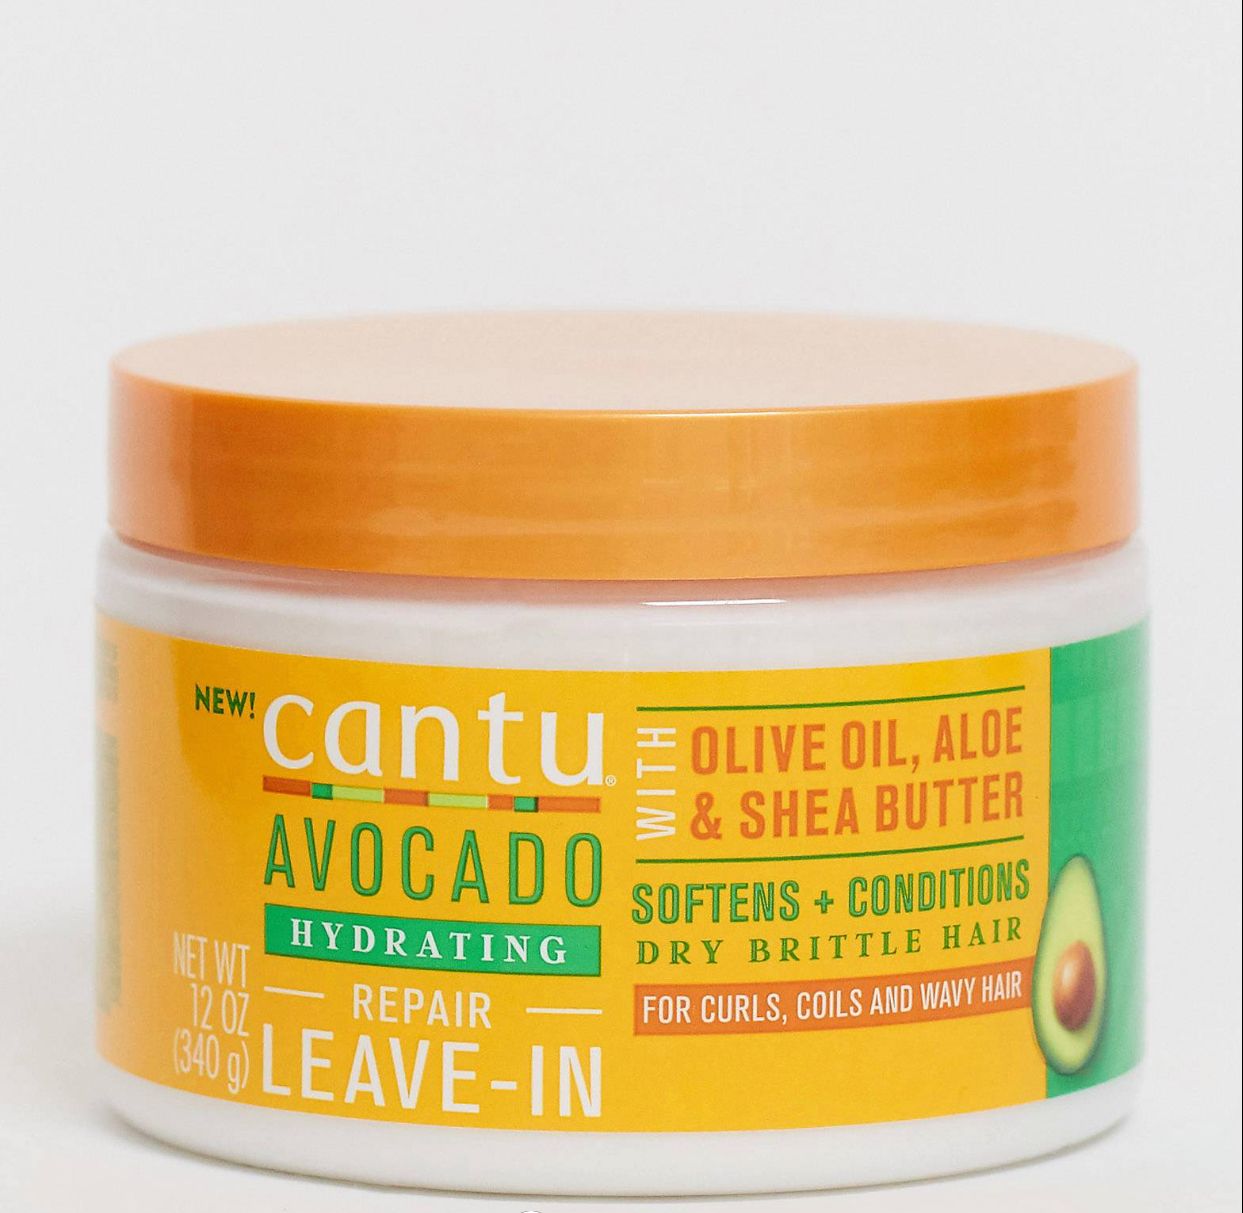 NEW!
cantu®
AVOCADO
HYDRATING
REPAIR
LEAVE-IN
NET WT
12 OZ
(340 g)
WITH
OLIVE OIL, ALOE
& SHEA BUTTER
SOFTENS + CONDITIONS
DRY BRITTLE HAIR
FOR CURLS, COILS AND WAVY HAIR